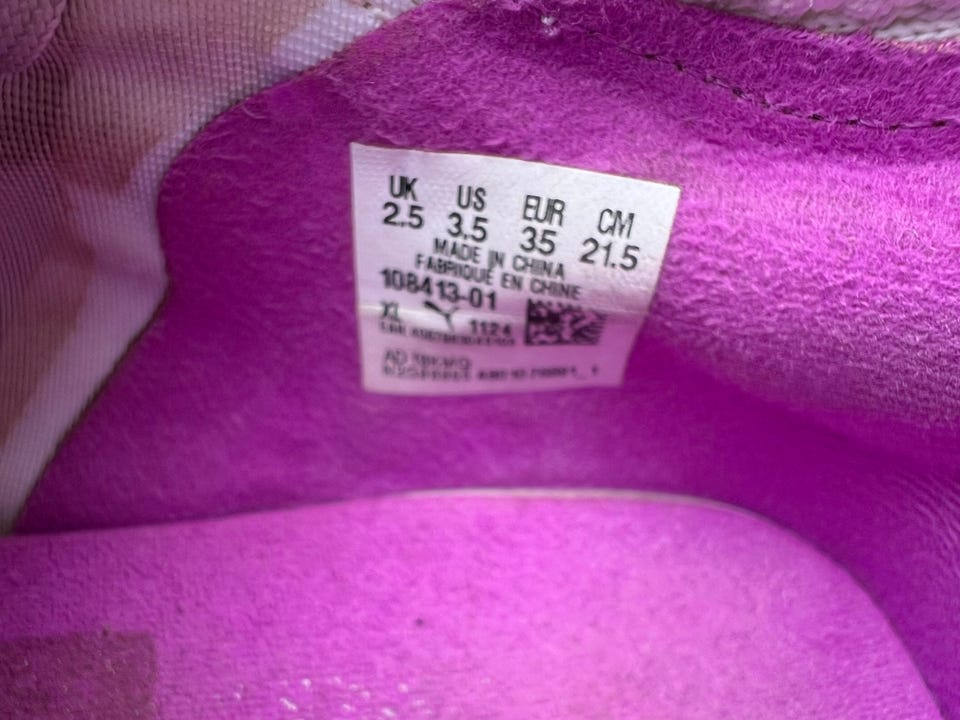 UK US EUR CM
2.5 3,5 35 21.5
MADE IN CHINA
FABRIQUE EN CHINE
108413-01
XL 1124